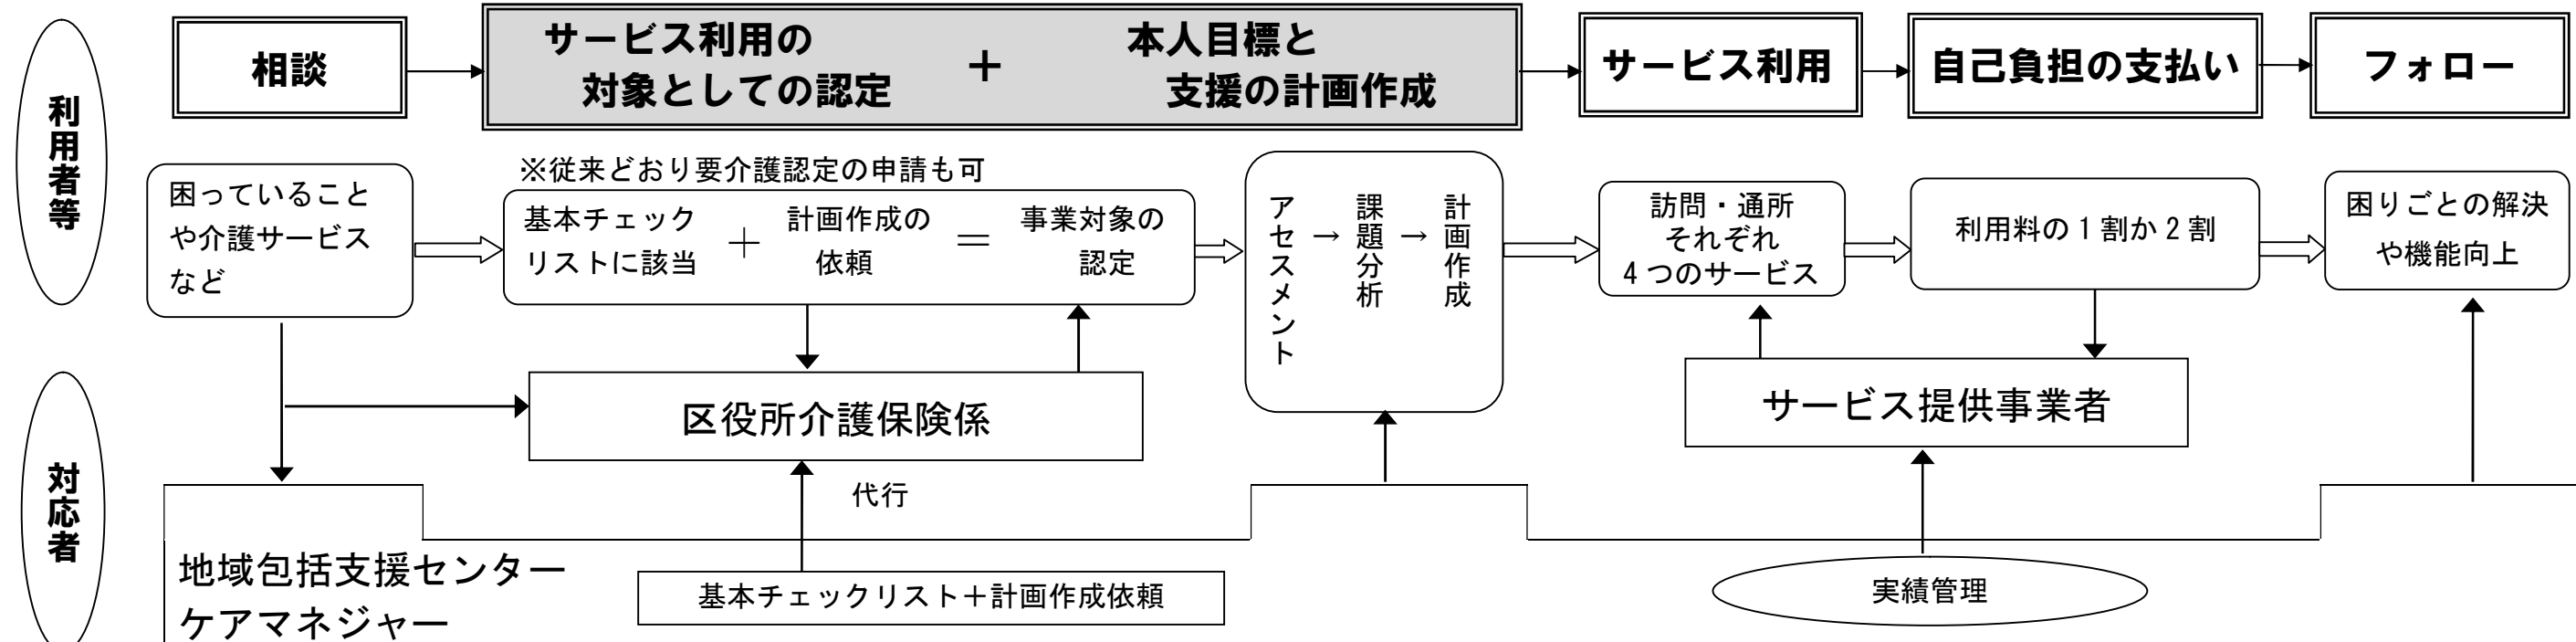 利用者等
相談
サービス利用の
対象としての認定
＋
本人目標と
支援の計画作成
サービス利用
自己負担の支払い
フォロー
困っていること
や介護サービス
など
※従来どおり要介護認定の申請も可
基本チェック
リストに該当
＋
計画作成の
依頼
＝
事業対象の
認定
アセスメント
→
課題分析
→
計画作成
訪問・通所
それぞれ
4つのサービス
利用料の1割か2割
困りごとの解決
や機能向上
対応者
区役所介護保険係
サービス提供事業者
代行
地域包括支援センター
ケアマネジャー
基本チェックリスト＋計画作成依頼
実績管理